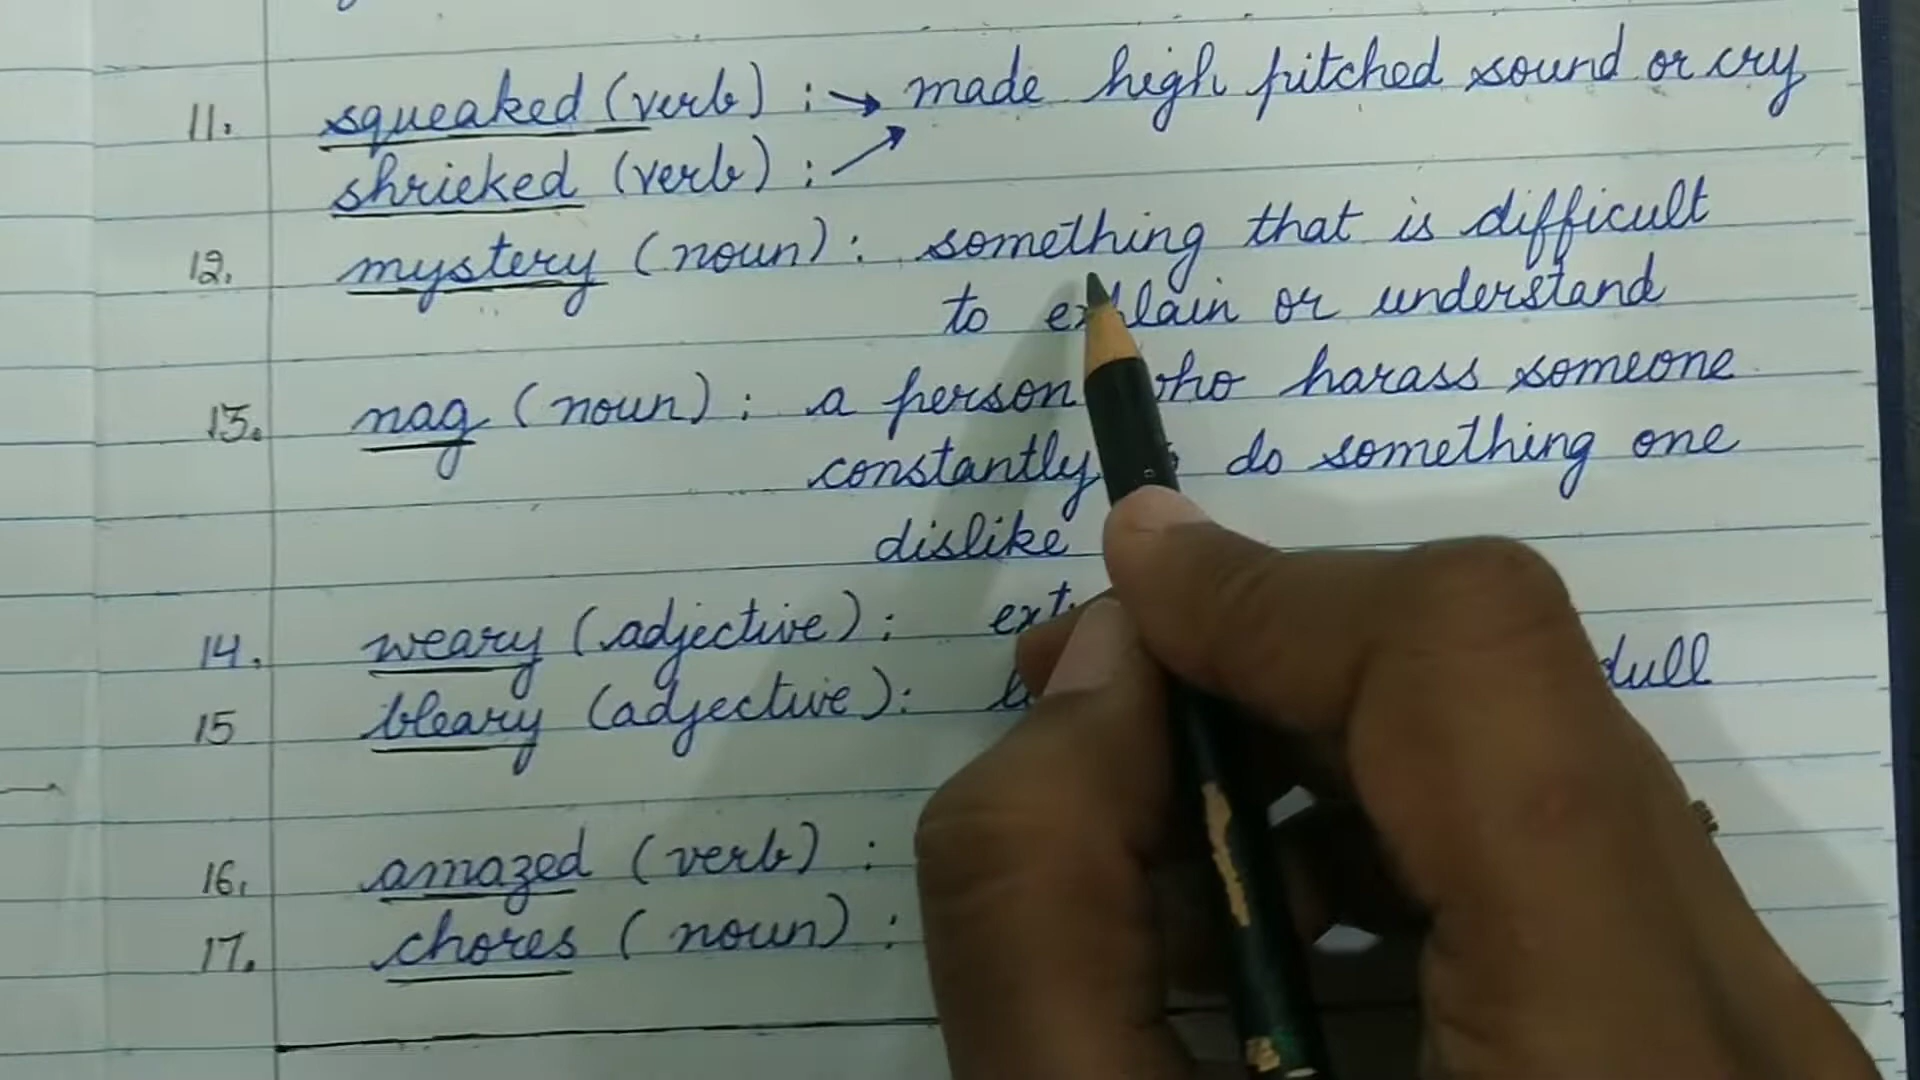 11. squeaked (verb) : → made high pitched sound or cry
shrieked (verb) :
12. mystery (noun) : something that is difficult
to explain or understand
13. nag (noun) : a person who harass someone
constantly do something one
dislike
14. weary (adjective) :
15 bleary (adjective) : dull
16. amazed (verb) :
17. chores (noun) :